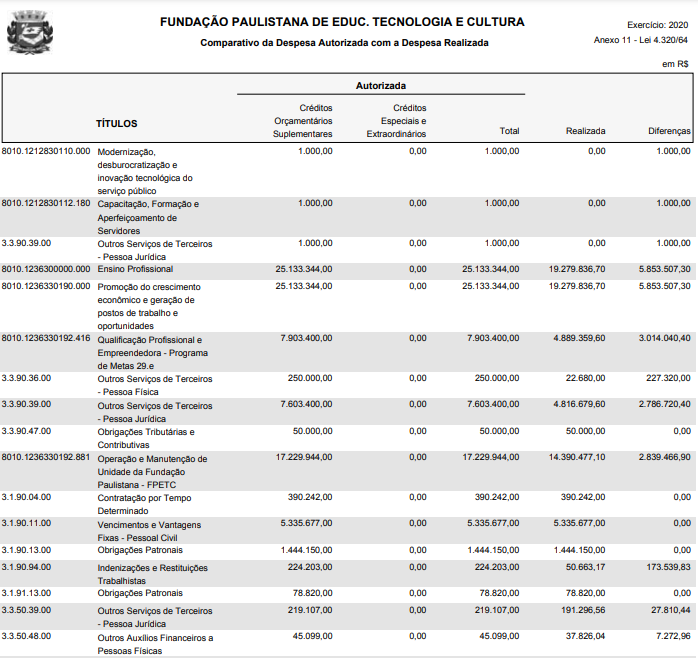 FUNDAÇÃO PAULISTANA DE EDUC. TECNOLOGIA E CULTURA
Exercício: 2020
Comparativo da Despesa Autorizada com a Despesa Realizada
Anexo 11 - Lei 4.320/64
em R$
Autorizada
TÍTULOS
Créditos
Orçamentários
Suplementares
Créditos
Especiais e
Extraordinários
Total
Realizada
Diferenças
8010.1212830110.000 Modernização, 1.000,00 0,00 1.000,00 0,00 1.000,00
desburocratização e
inovação tecnológica do
serviço público
8010.1212830112.180 Capacitação, Formação e 1.000,00 0,00 1.000,00 0,00 1.000,00
Aperfeiçoamento de
Servidores
3.3.90.39.00 Outros Serviços de Terceiros 1.000,00 0,00 1.000,00 0,00 1.000,00
- Pessoa Jurídica
8010.1236300000.000 Ensino Profissional 25.133.344,00 0,00 25.133.344,00 19.279.836,70 5.853.507,30
8010.1236330190.000 Promoção do crescimento 25.133.344,00 0,00 25.133.344,00 19.279.836,70 5.853.507,30
econômico e geração de
postos de trabalho e
oportunidades
8010.1236330192.416 Qualificação Profissional e 7.903.400,00 0,00 7.903.400,00 4.889.359,60 3.014.040,40
Empreendedora - Programa
de Metas 29.e
3.3.90.36.00 Outros Serviços de Terceiros 250.000,00 0,00 250.000,00 22.680,00 227.320,00
- Pessoa Física
3.3.90.39.00 Outros Serviços de Terceiros 7.603.400,00 0,00 7.603.400,00 4.816.679,60 2.786.720,40
- Pessoa Jurídica
3.3.90.47.00 Obrigações Tributárias e 50.000,00 0,00 50.000,00 50.000,00 0,00
Contributivas
8010.1236330192.881 Operação e Manutenção de 17.229.944,00 0,00 17.229.944,00 14.390.477,10 2.839.466,90
Unidade da Fundação
Paulistana - FPETC
3.1.90.04.00 Contratação por Tempo 390.242,00 0,00 390.242,00 390.242,00 0,00
Determinado
3.1.90.11.00 Vencimentos e Vantagens 5.335.677,00 0,00 5.335.677,00 5.335.677,00 0,00
Fixas - Pessoal Civil
3.1.90.13.00 Obrigações Patronais 1.444.150,00 0,00 1.444.150,00 1.444.150,00 0,00
3.1.90.94.00 Indenizações e Restituições 224.203,00 0,00 224.203,00 50.663,17 173.539,83
Trabalhistas
3.1.91.13.00 Obrigações Patronais 78.820,00 0,00 78.820,00 78.820,00 0,00
3.3.50.39.00 Outros Serviços de Terceiros 219.107,00 0,00 219.107,00 191.296,56 27.810,44
- Pessoa Jurídica
3.3.50.48.00 Outros Auxílios Financeiros a 45.099,00 0,00 45.099,00 37.826,04 7.272,96
Pessoas Físicas